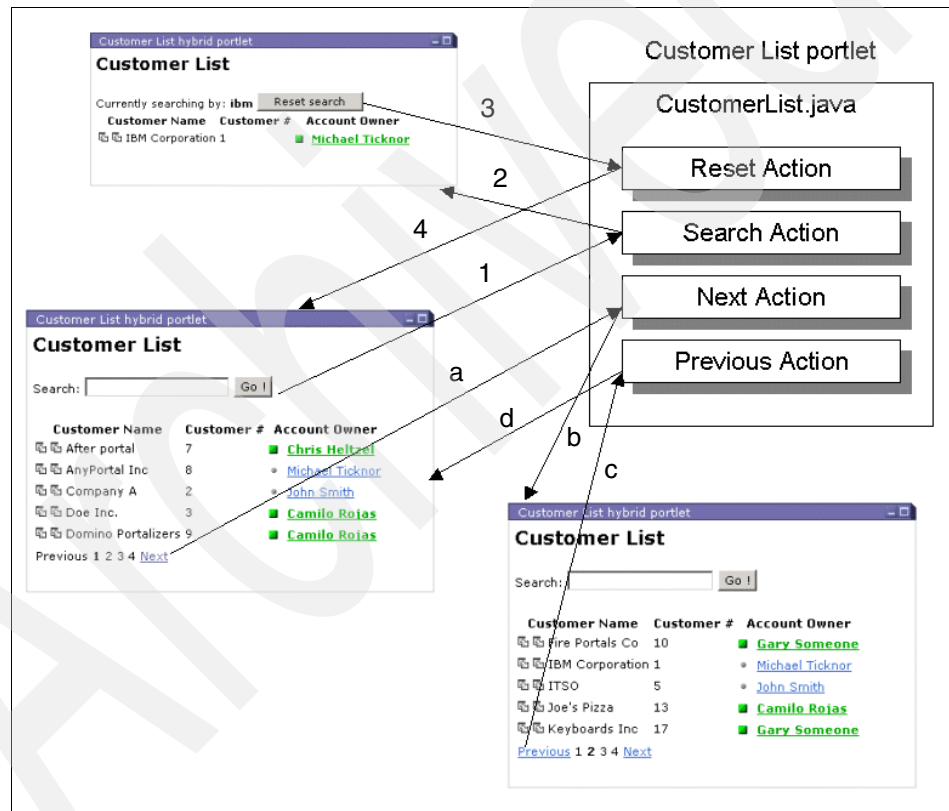 Customer List hybrid portlet
Customer List
Currently searching by: ibm Reset search
Customer Name Customer # Account Owner
IBM Corporation 1 Michael Ticknor
Customer List portlet
CustomerList.java
Reset Action
Search Action
Next Action
Previous Action
3
2
4
1
a
d
b
c
Customer List hybrid portlet
Customer List
Search: Go !
Customer Name Customer # Account Owner
After portal 7 Chris Heltzel
AnyPortal Inc 8 Michael Ticknor
Company A 2 John Smith
Doe Inc. 3 Camilo Rojas
Domino Portalizers 9 Camilo Rojas
Previous 1 2 3 4 Next
Customer List hybrid portlet
Customer List
Search: Go !
Customer Name Customer # Account Owner
Fire Portals Co 10 Gary Someone
IBM Corporation 1 Michael Ticknor
ITSO 5 John Smith
Joe's Pizza 13 Camilo Rojas
Keyboards Inc 17 Gary Someone
Previous 1 2 3 4 Next
Archived